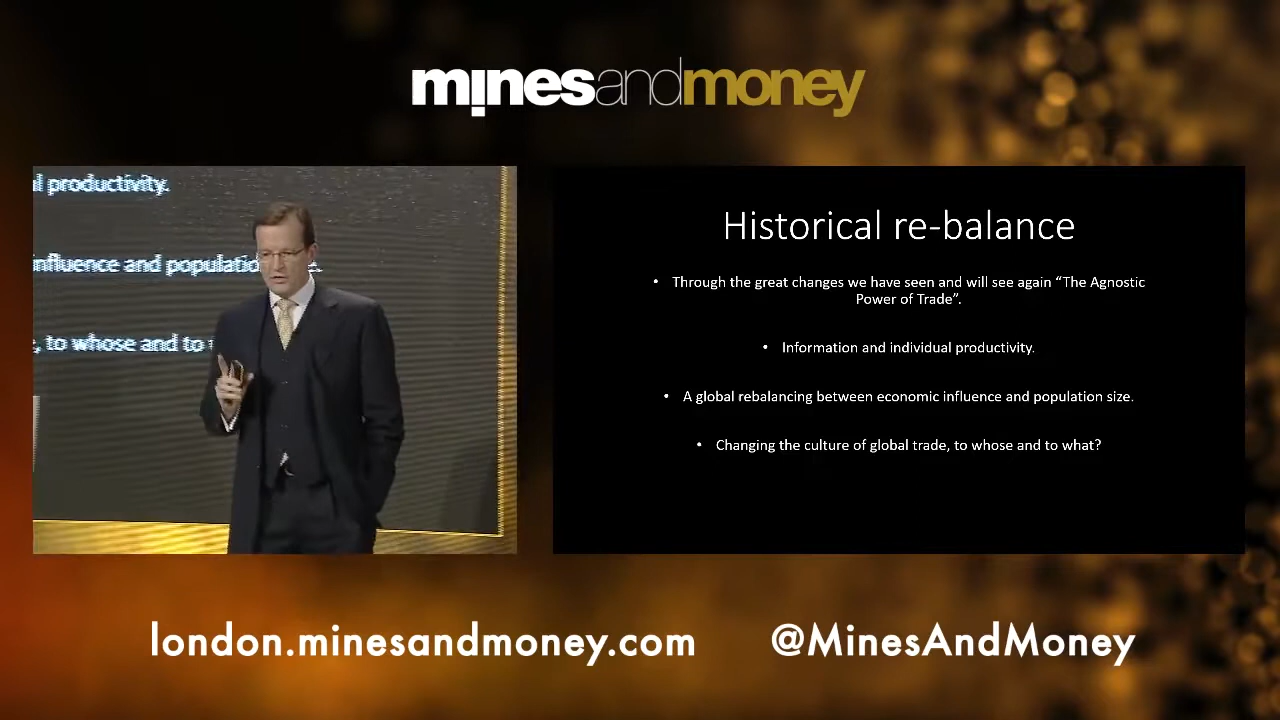 minesandmoney
l productivity.
nfluence and populatio
e.
, to whose and to
Historical re-balance
• Through the great changes we have seen and will see again “The Agnostic
Power of Trade”.
• Information and individual productivity.
• A global rebalancing between economic influence and population size.
• Changing the culture of global trade, to whose and to what?
london.minesandmoney.com
@MinesAndMoney